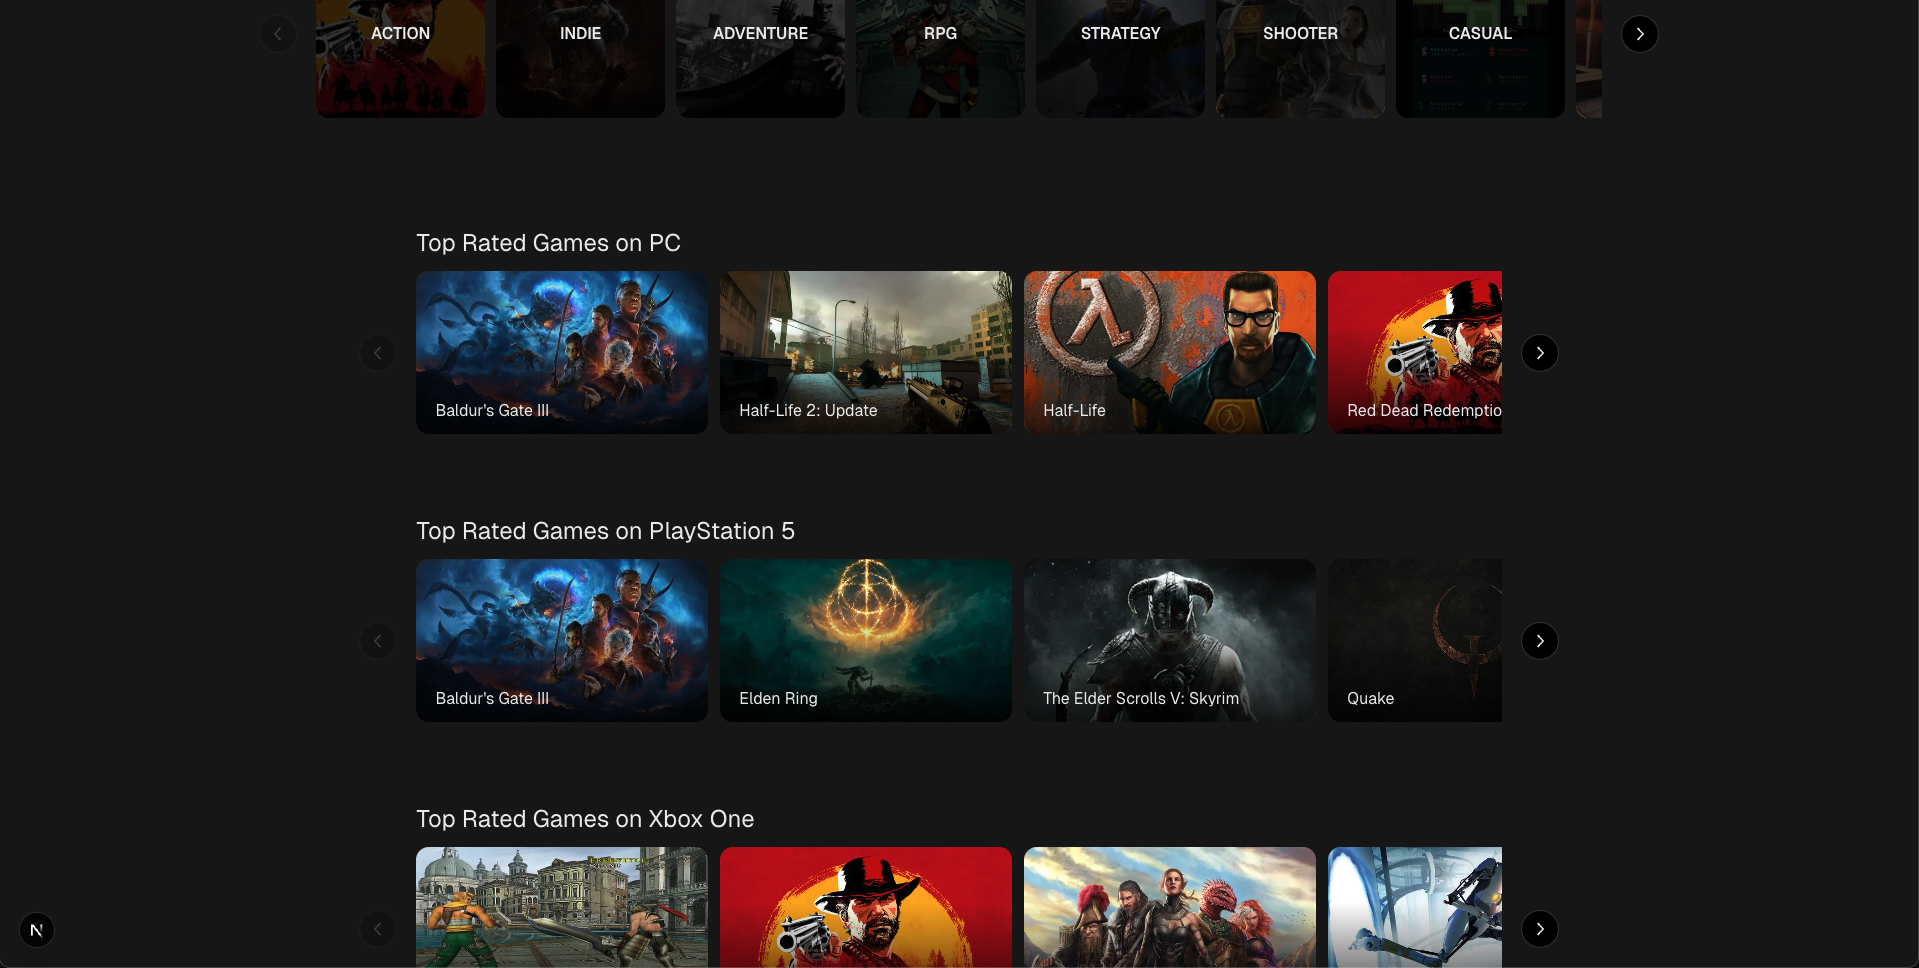 ACTION
INDIE
ADVENTURE
RPG
STRATEGY
SHOOTER
CASUAL
Top Rated Games on PC
Baldur's Gate III
Half-Life 2: Update
Half-Life
Red Dead Redemptio
Top Rated Games on PlayStation 5
Baldur's Gate III
Elden Ring
The Elder Scrolls V: Skyrim
Quake
Top Rated Games on Xbox One
N